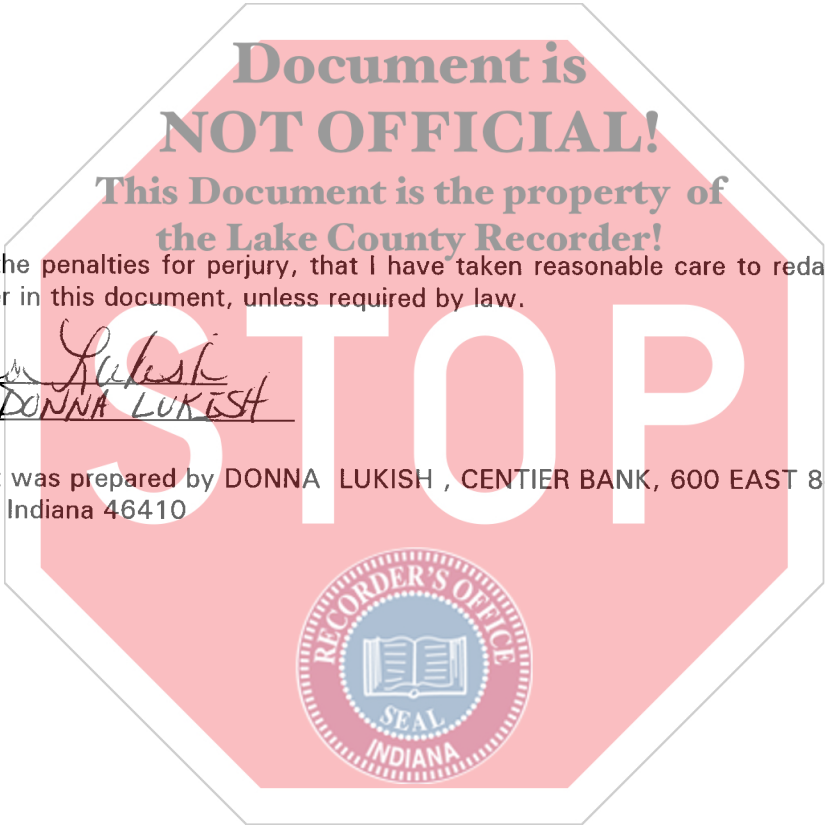 Document is
NOT OFFICIAL!
This Document is the property of
the Lake County Recorder!
he penalties for perjury, that I have taken reasonable care to reda
r in this document, unless required by law.
Lukish
DONNA LUKISH
STOP
t was prepared by DONNA LUKISH , CENTIER BANK, 600 EAST 8
Indiana 46410
RECORDER'S OFFICE
SEAL
INDIANA